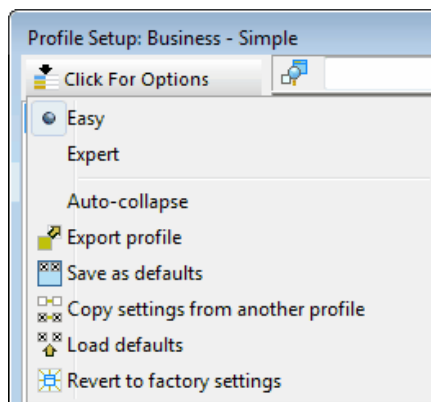 Profile Setup: Business - Simple
Click For Options
Easy
Expert
Auto-collapse
Export profile
Save as defaults
Copy settings from another profile
Load defaults
Revert to factory settings